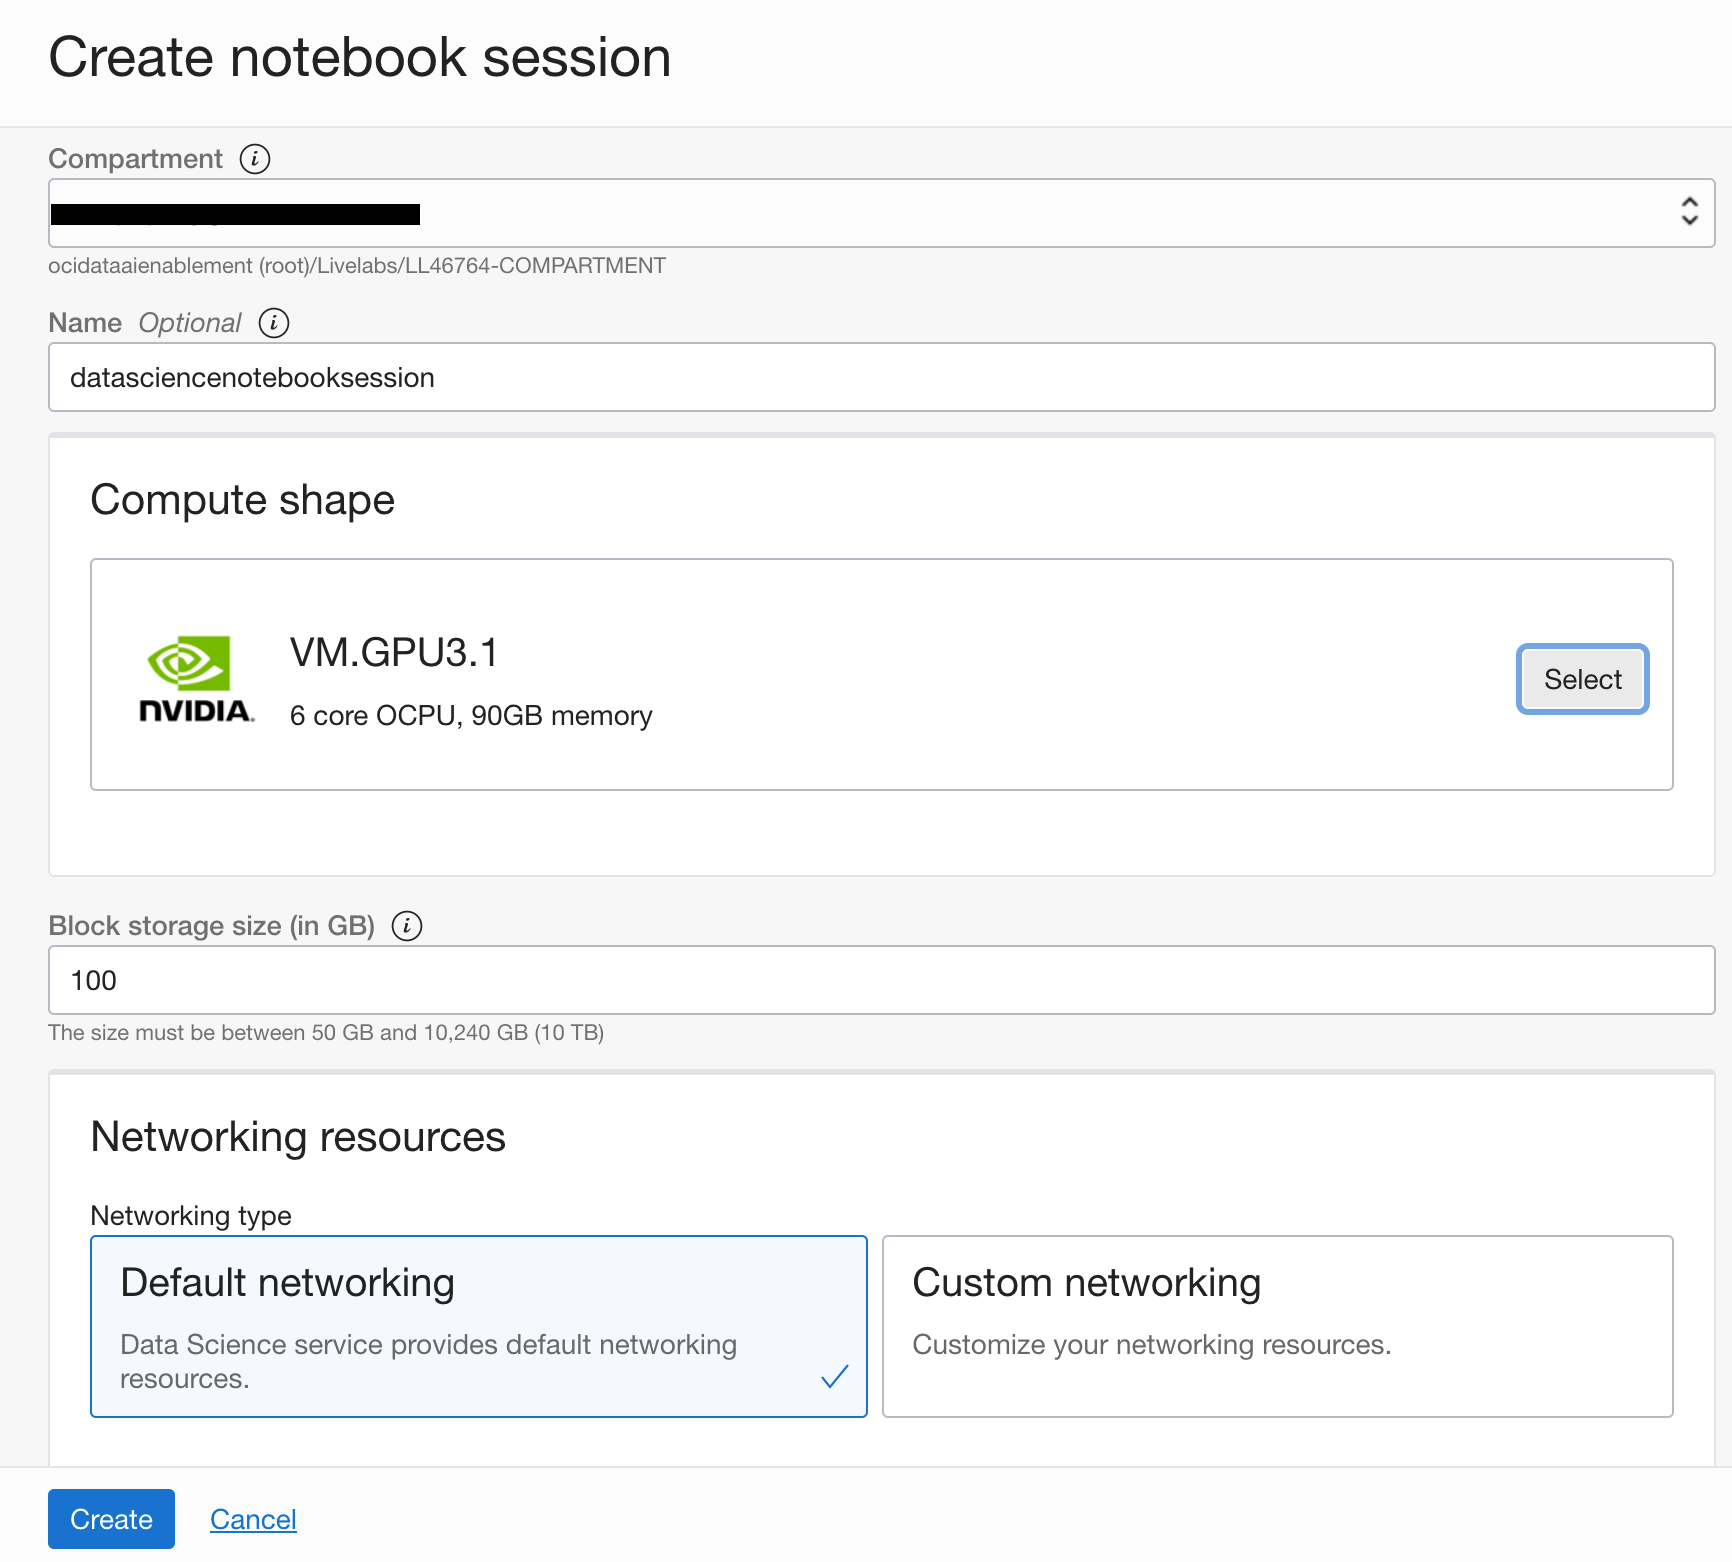 Create notebook session
Compartment
ocidataaienablement (root)/Livelabs/LL46764-COMPARTMENT
Name Optional
datasciencenotebooksession
Compute shape
NVIDIA.
VM.GPU3.1
6 core OCPU, 90GB memory
Select
Block storage size (in GB)
100
The size must be between 50 GB and 10,240 GB (10 TB)
Networking resources
Networking type
Default networking
Data Science service provides default networking
resources.
Custom networking
Customize your networking resources.
Create
Cancel